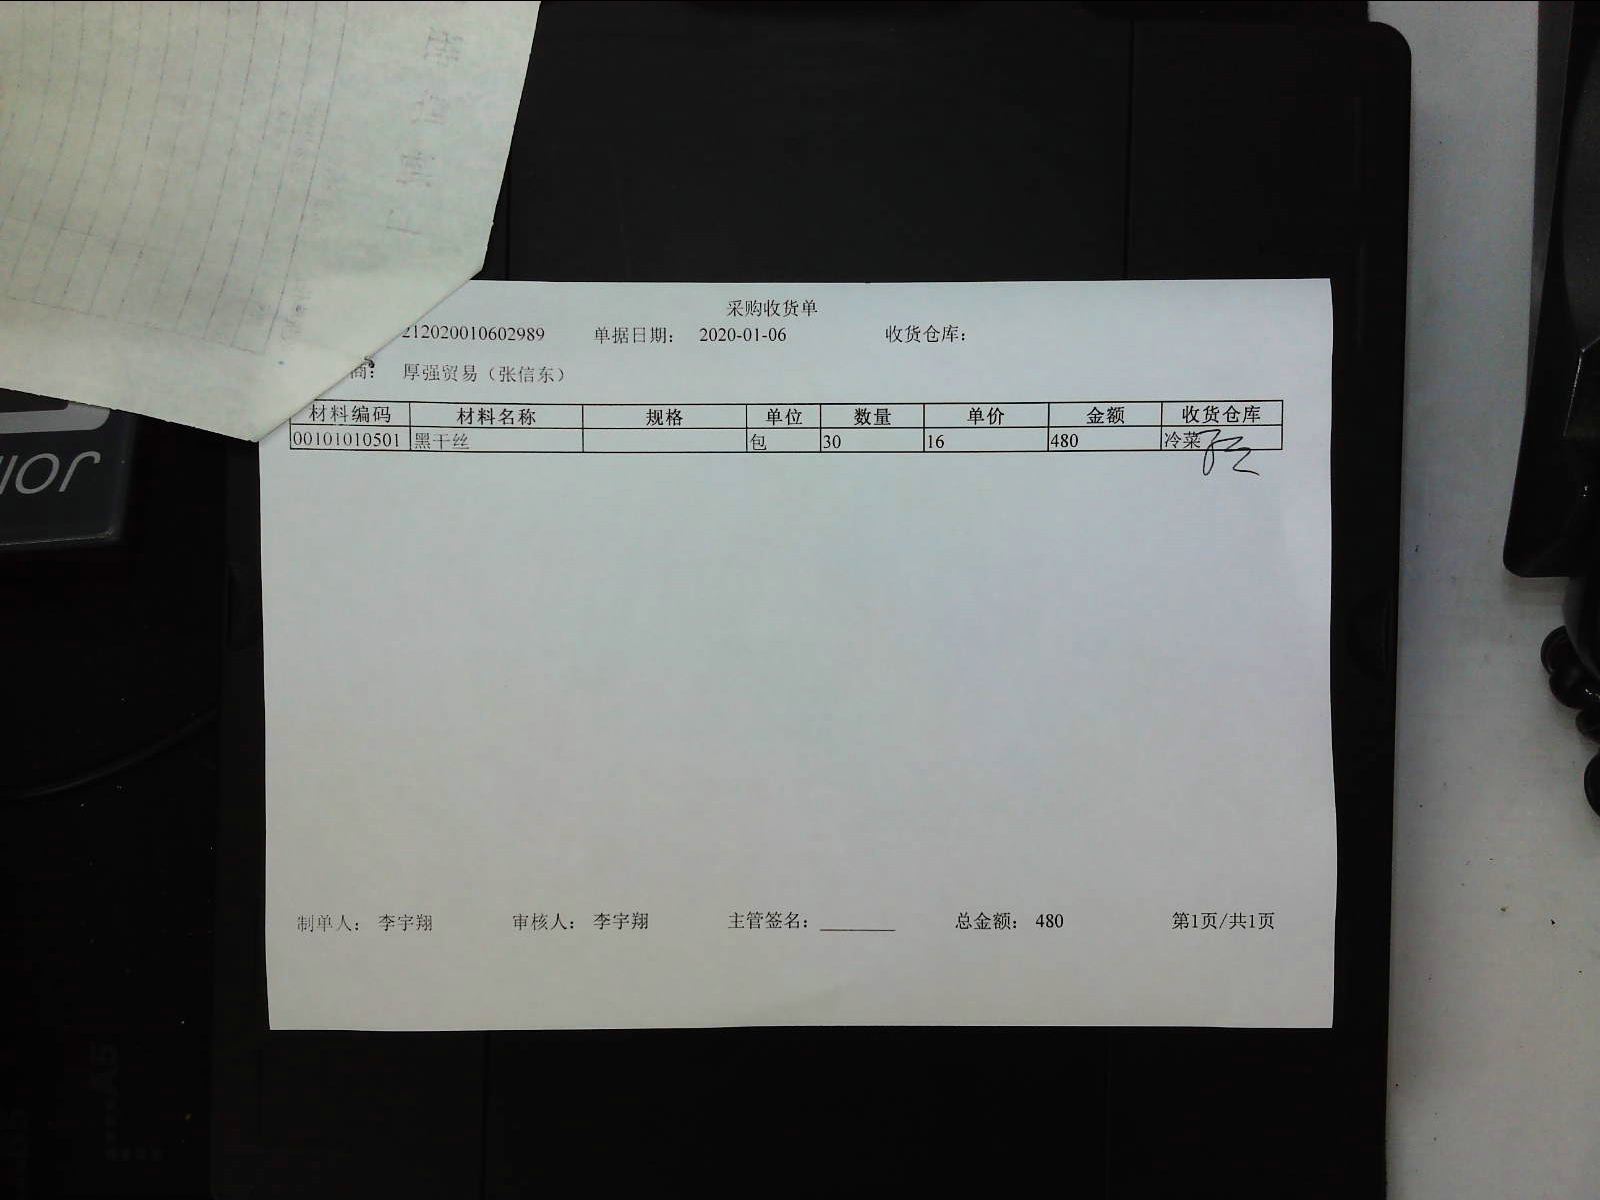 采购收货单
212020010602989 单据日期: 2020-01-06 收货仓库:
商: 厚强贸易（张信东）
材料编码 材料名称 规格 单位 数量 单价 金额 收货仓库
00101010501 黑干丝 包 30 16 480 冷菜
制单人: 李宇翔 审核人: 李宇翔 主管签名: 总金额: 480 第1页/共1页